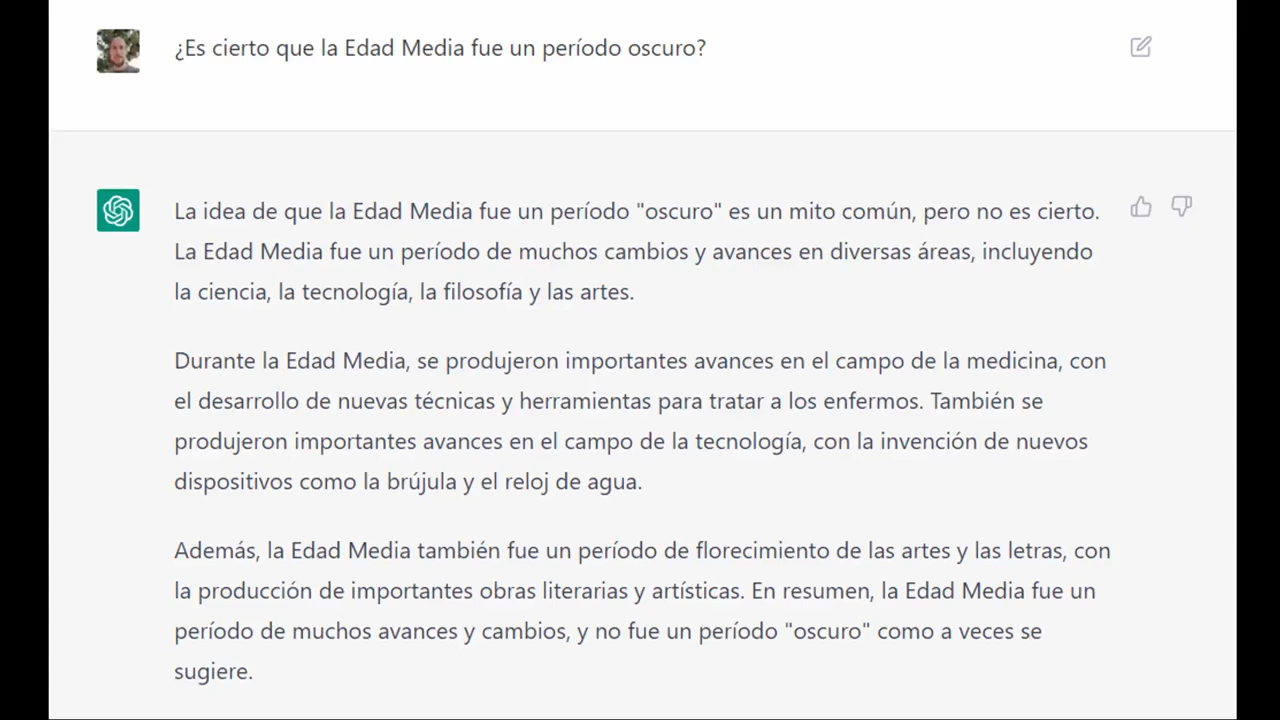 ¿Es cierto que la Edad Media fue un período oscuro?
La idea de que la Edad Media fue un período "oscuro" es un mito común, pero no es cierto.
La Edad Media fue un período de muchos cambios y avances en diversas áreas, incluyendo
la ciencia, la tecnología, la filosofía y las artes.
Durante la Edad Media, se produjeron importantes avances en el campo de la medicina, con
el desarrollo de nuevas técnicas y herramientas para tratar a los enfermos. También se
produjeron importantes avances en el campo de la tecnología, con la invención de nuevos
dispositivos como la brújula y el reloj de agua.
Además, la Edad Media también fue un período de florecimiento de las artes y las letras, con
la producción de importantes obras literarias y artísticas. En resumen, la Edad Media fue un
período de muchos avances y cambios, y no fue un período "oscuro" como a veces se
sugiere.